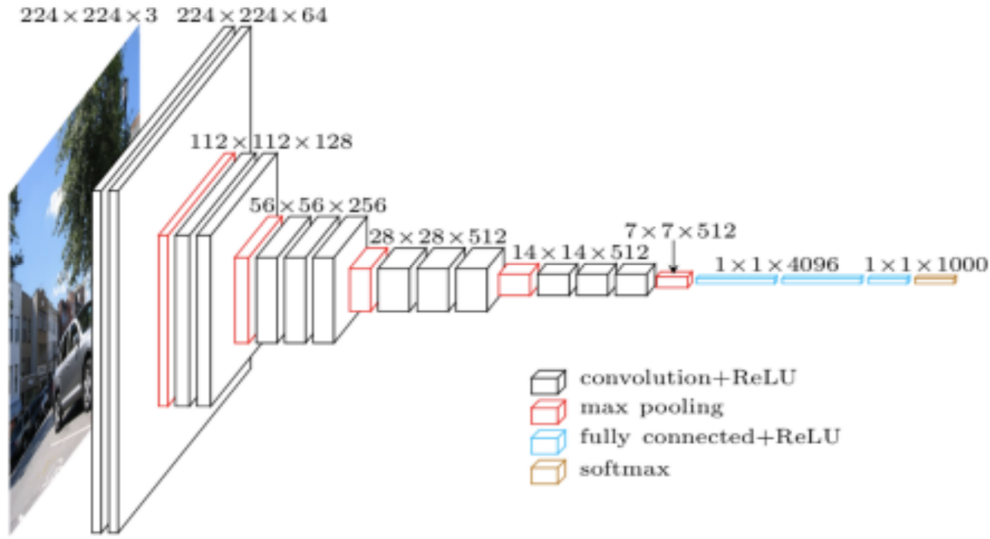 224×224×3
224×224×64
112×112×128
56×56×256
28×28×512
14×14×512
7×7×512
1×1×4096
1×1×1000
convolution+ReLU
max pooling
fully connected+ReLU
softmax